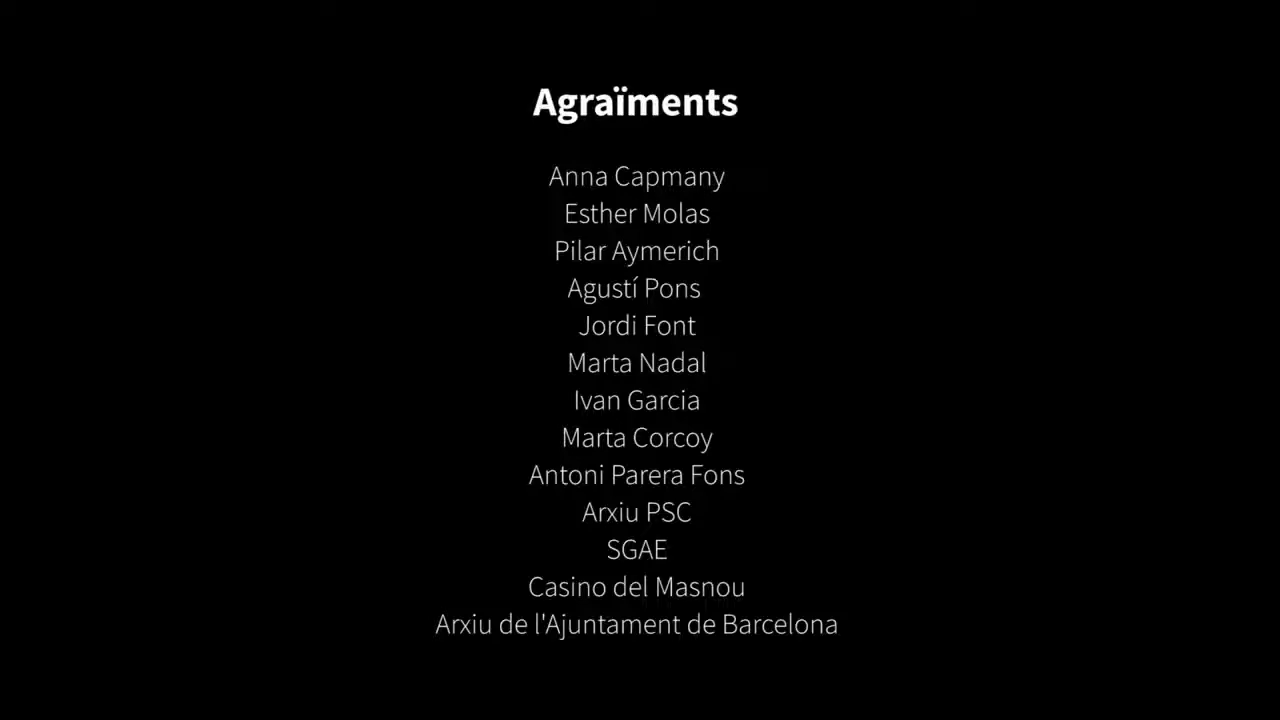 Agraïments
Anna Capmany
Esther Molas
Pilar Aymerich
Agustí Pons
Jordi Font
Marta Nadal
Ivan Garcia
Marta Corcoy
Antoni Parera Fons
Arxiu PSC
SGAE
Casino del Masnou
Arxiu de l'Ajuntament de Barcelona